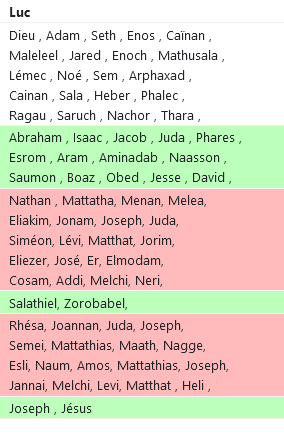 Luc
Dieu , Adam , Seth , Enos , Caïnan ,
Maleleel , Jared , Enoch , Mathusala ,
Lémec , Noé , Sem , Arphaxad ,
Cainan , Sala , Heber , Phalec ,
Ragau , Saruch , Nachor , Thara ,
Abraham , Isaac , Jacob , Juda , Phares ,
Esrom , Aram , Aminadab , Naasson ,
Saumon , Boaz , Obed , Jesse , David ,
Nathan , Mattatha, Menan, Melea,
Eliakim, Jonam, Joseph, Juda,
Siméon, Lévi, Matthat, Jorim,
Eliezer, José, Er, Elmodam,
Cosam, Addi, Melchi, Neri,
Salathiel, Zorobabel,
Rhésa, Joannan, Juda, Joseph,
Semei, Mattathias, Maath, Nagge,
Esli, Naum, Amos, Mattathias, Joseph,
Jannai, Melchi, Levi, Matthat , Heli ,
Joseph , Jésus